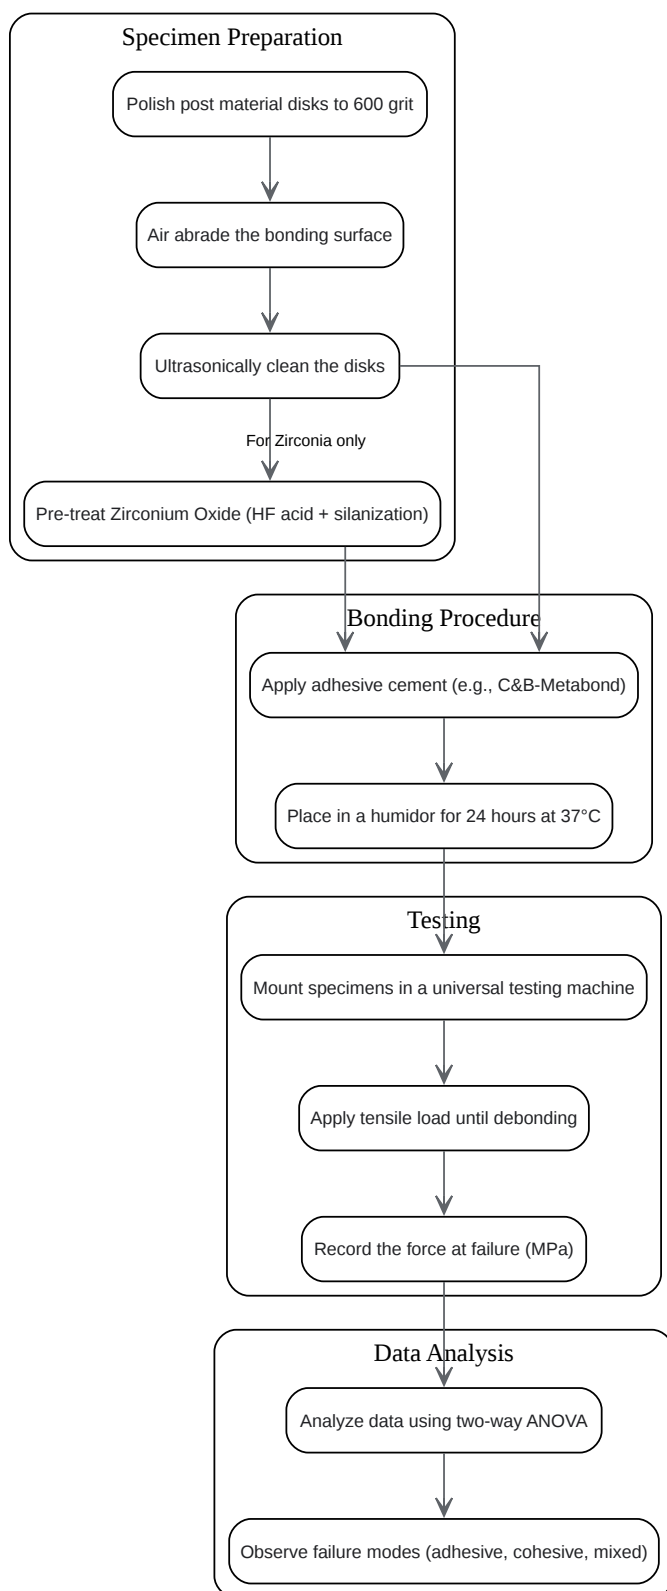 Specimen Preparation
Polish post material disks to 600 grit
Air abrade the bonding surface
Ultrasonically clean the disks
For Zirconia only
Pre-treat Zirconium Oxide (HF acid + silanization)
Bonding Procedure
Apply adhesive cement (e.g., C&B-Metabond)
Place in a humidor for 24 hours at 37°C
Testing
Mount specimens in a universal testing machine
Apply tensile load until debonding
Record the force at failure (MPa)
Data Analysis
Analyze data using two-way ANOVA
Observe failure modes (adhesive, cohesive, mixed)